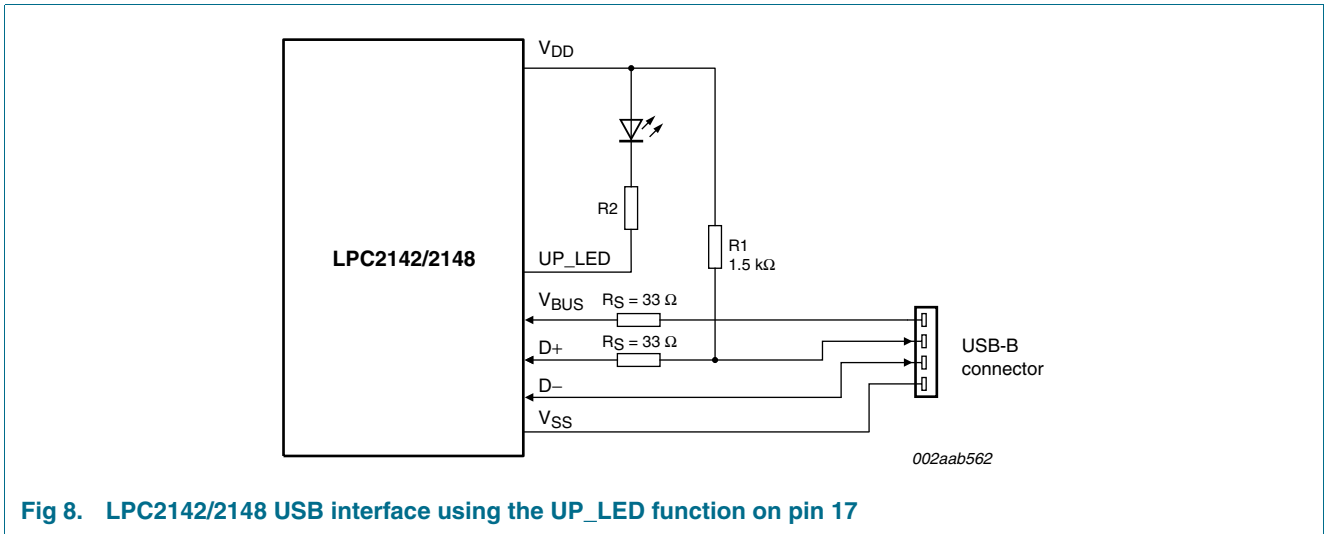 VDD
R2
R1
1.5 kΩ
LPC2142/2148
UP_LED
VBUS
RS = 33 Ω
D+
RS = 33 Ω
USB-B
connector
D−
VSS
002aab562
Fig 8. LPC2142/2148 USB interface using the UP_LED function on pin 17